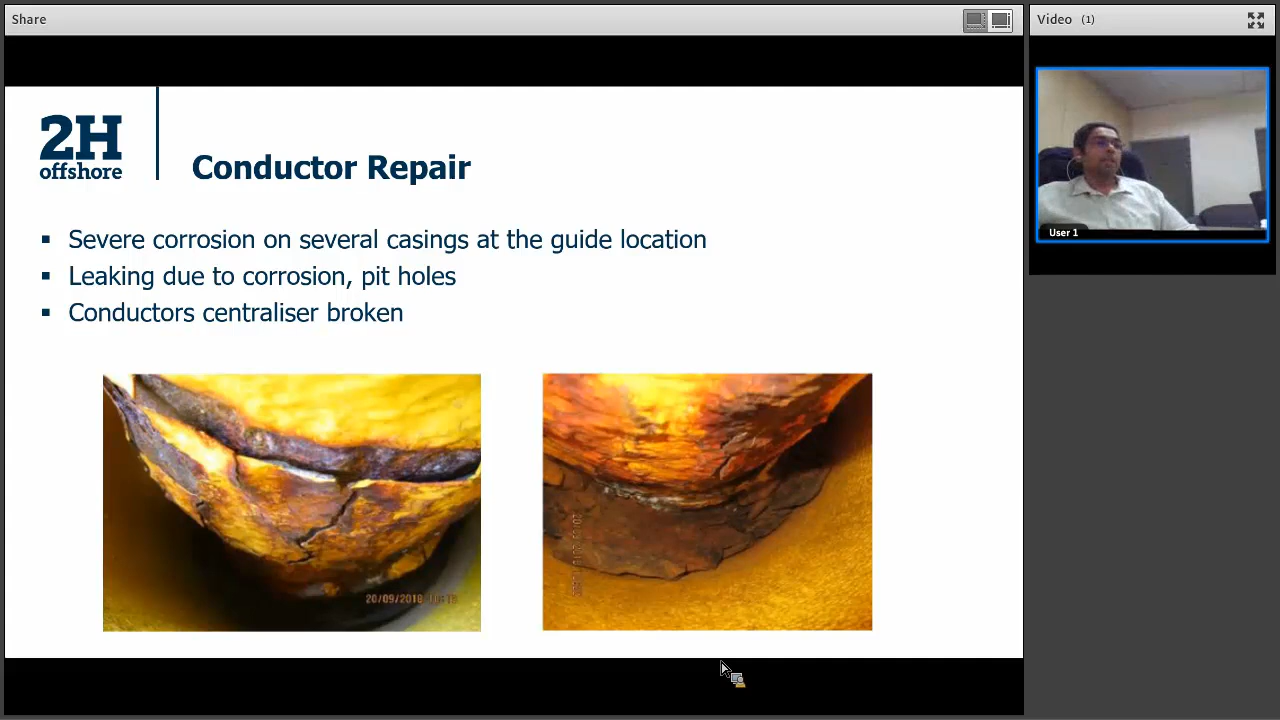 Share
Video (1)
2H
offshore
Conductor Repair
Severe corrosion on several casings at the guide location
Leaking due to corrosion, pit holes
Conductors centraliser broken
20/09/2018
User 1